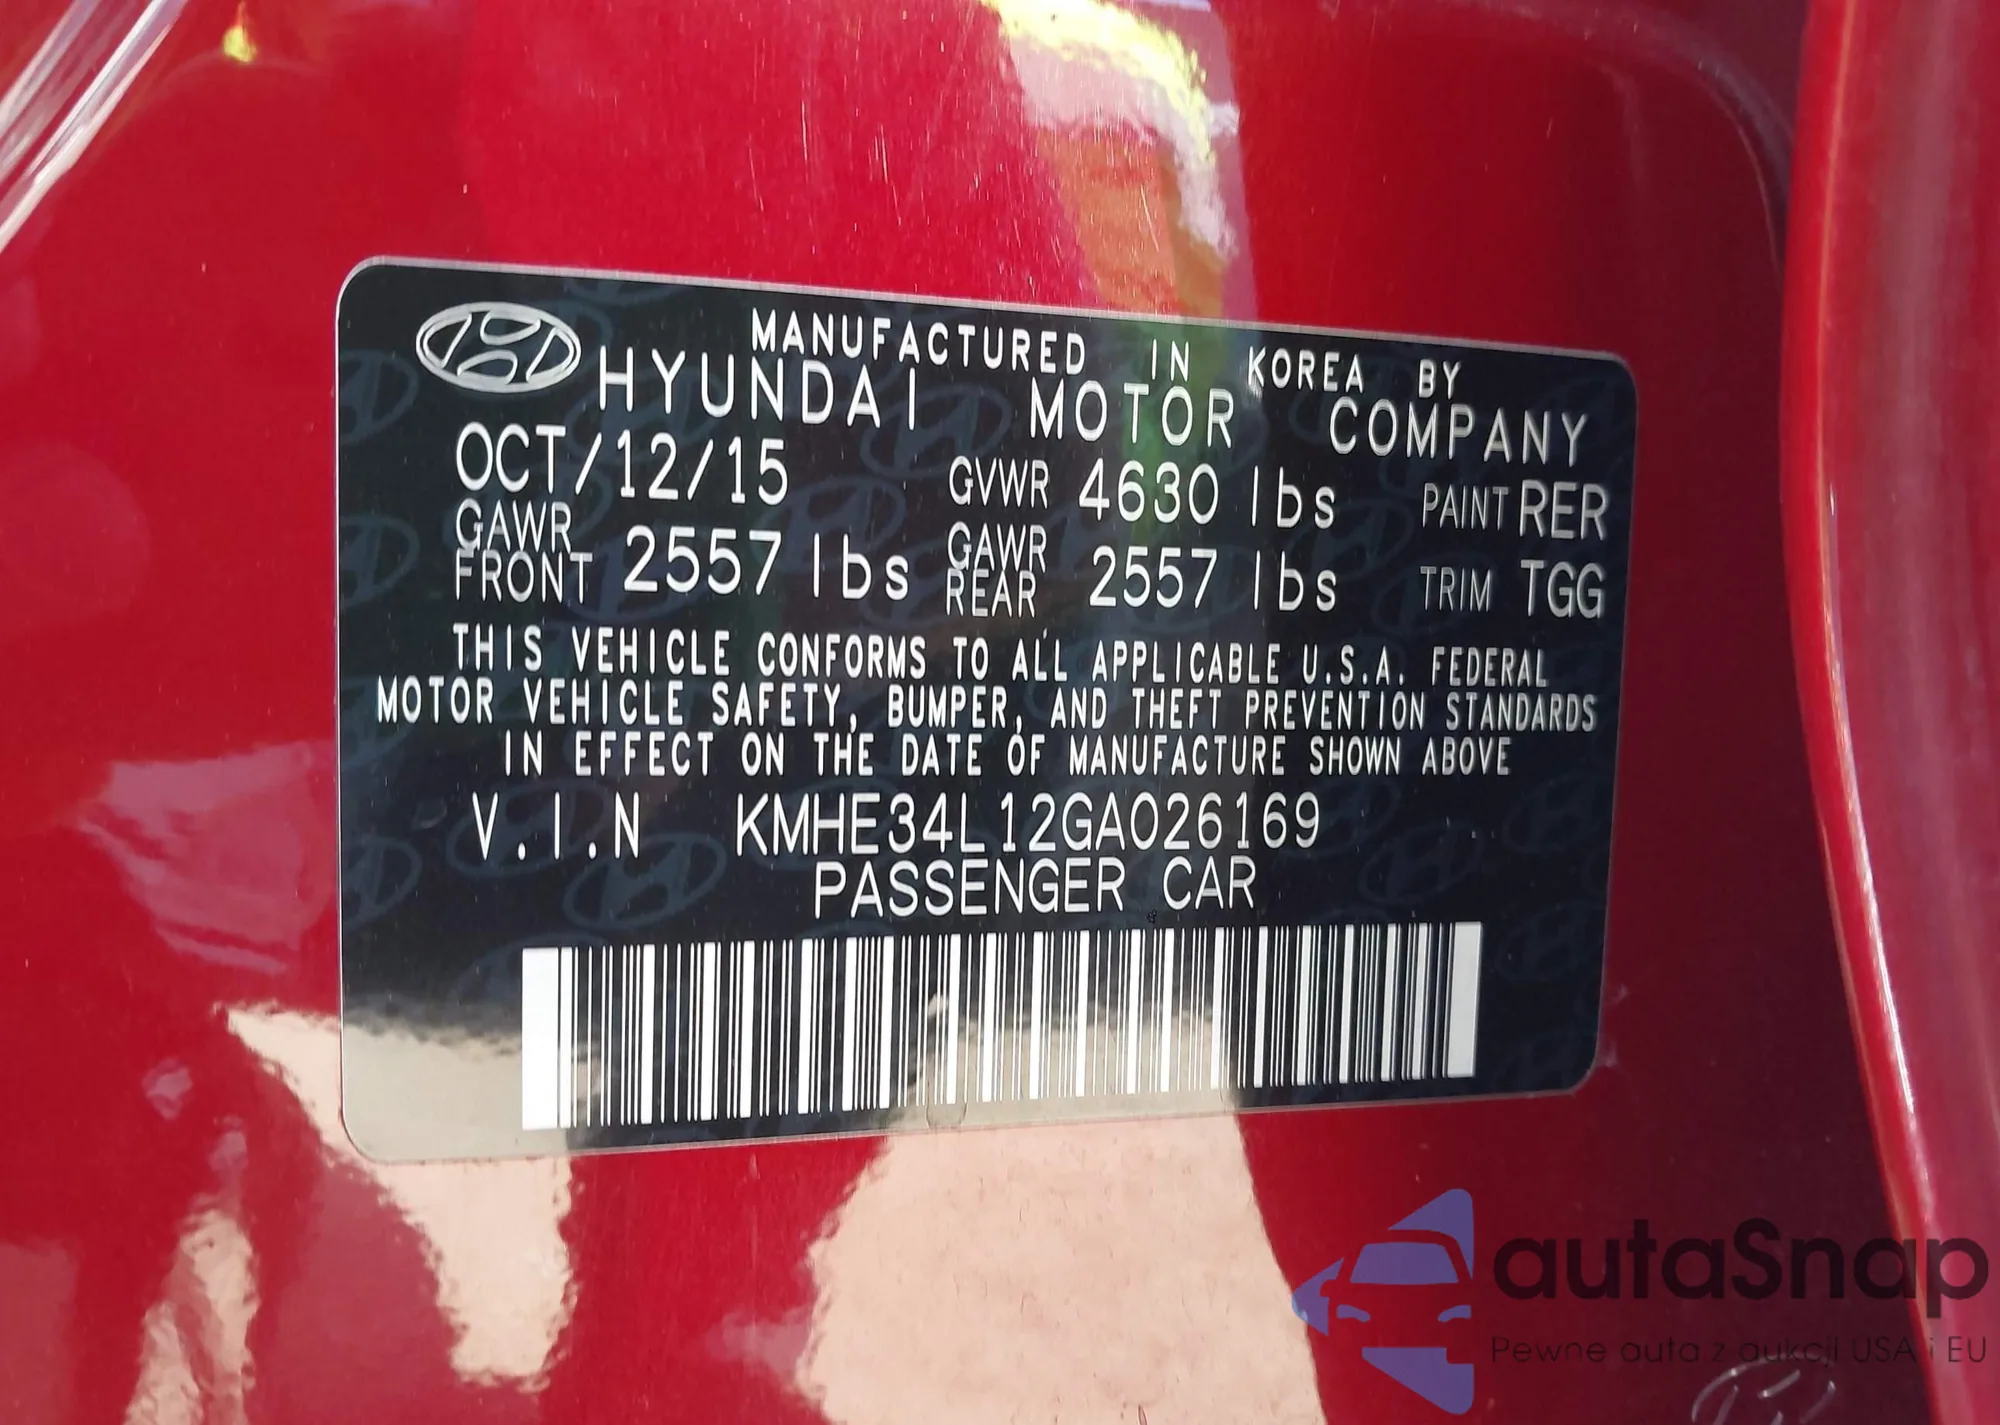 MANUFACTURED IN KOREA BY
HYUNDAI MOTOR COMPANY
OCT/12/15 GVWR 4630 lbs PAINT RER
GAWR FRONT 2557 lbs GAWR REAR 2557 lbs TRIM TGG
THIS VEHICLE CONFORMS TO ALL APPLICABLE U.S.A. FEDERAL
MOTOR VEHICLE SAFETY, BUMPER, AND THEFT PREVENTION STANDARDS
IN EFFECT ON THE DATE OF MANUFACTURE SHOWN ABOVE
V.I.N KMHE34L12GA026169
PASSENGER CAR
autaSnap
Pewne auta z aukcji USA i EU